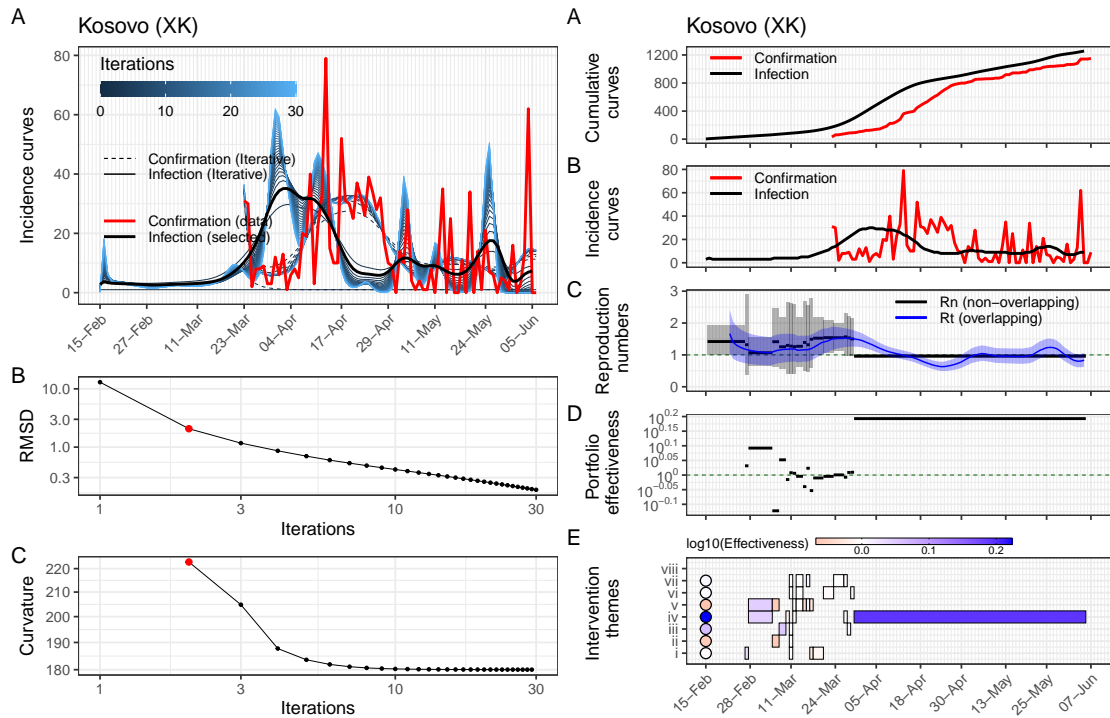 A
Kosovo (XK)
80
60
40
20
0
Incidence curves
Iterations
0
10
20
30
Confirmation (Iterative)
Infection (Iterative)
Confirmation (data)
Infection (selected)
15−Feb
27−Feb
11−Mar
23−Mar
04−Apr
17−Apr
29−Apr
11−May
24−May
05−Jun
B
10.0
3.0
1.0
0.3
RMSD
1
3
10
30
Iterations
C
220
210
200
190
180
Curvature
1
3
10
30
Iterations
A
Kosovo (XK)
1200
800
400
0
Cumulative
curves
Confirmation
Infection
B
80
60
40
20
0
Incidence
curves
Confirmation
Infection
C
3
2
1
0
Reproduction
numbers
Rn (non−overlapping)
Rt (overlapping)
D
10^0.2
10^0.1
10^0.05
10^0
10^−0.05
10^−0.1
Portfolio
effectiveness
E
log10(Effectiveness)
0.0
0.1
0.2
viii
vii
vi
v
iv
iii
ii
i
Intervention
themes
15−Feb
28−Feb
11−Mar
24−Mar
05−Apr
18−Apr
30−Apr
13−May
25−May
07−Jun